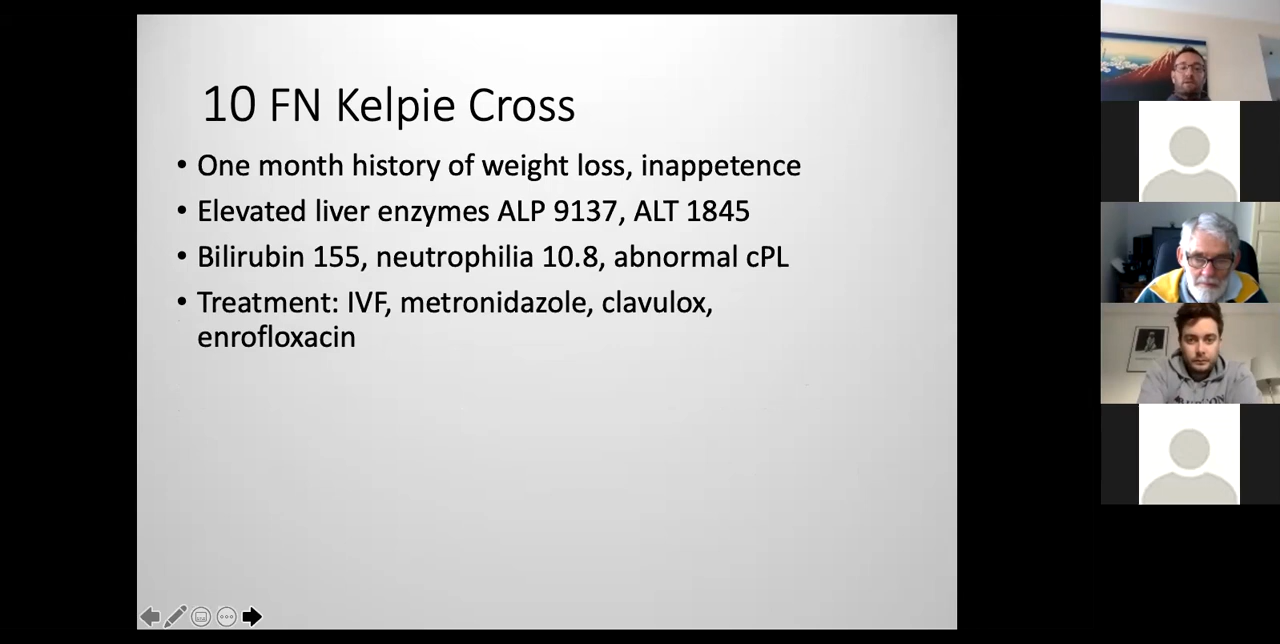 10 FN Kelpie Cross
• One month history of weight loss, inappetence
• Elevated liver enzymes ALP 9137, ALT 1845
• Bilirubin 155, neutrophilia 10.8, abnormal cPL
• Treatment: IVF, metronidazole, clavulox,
enrofloxacin